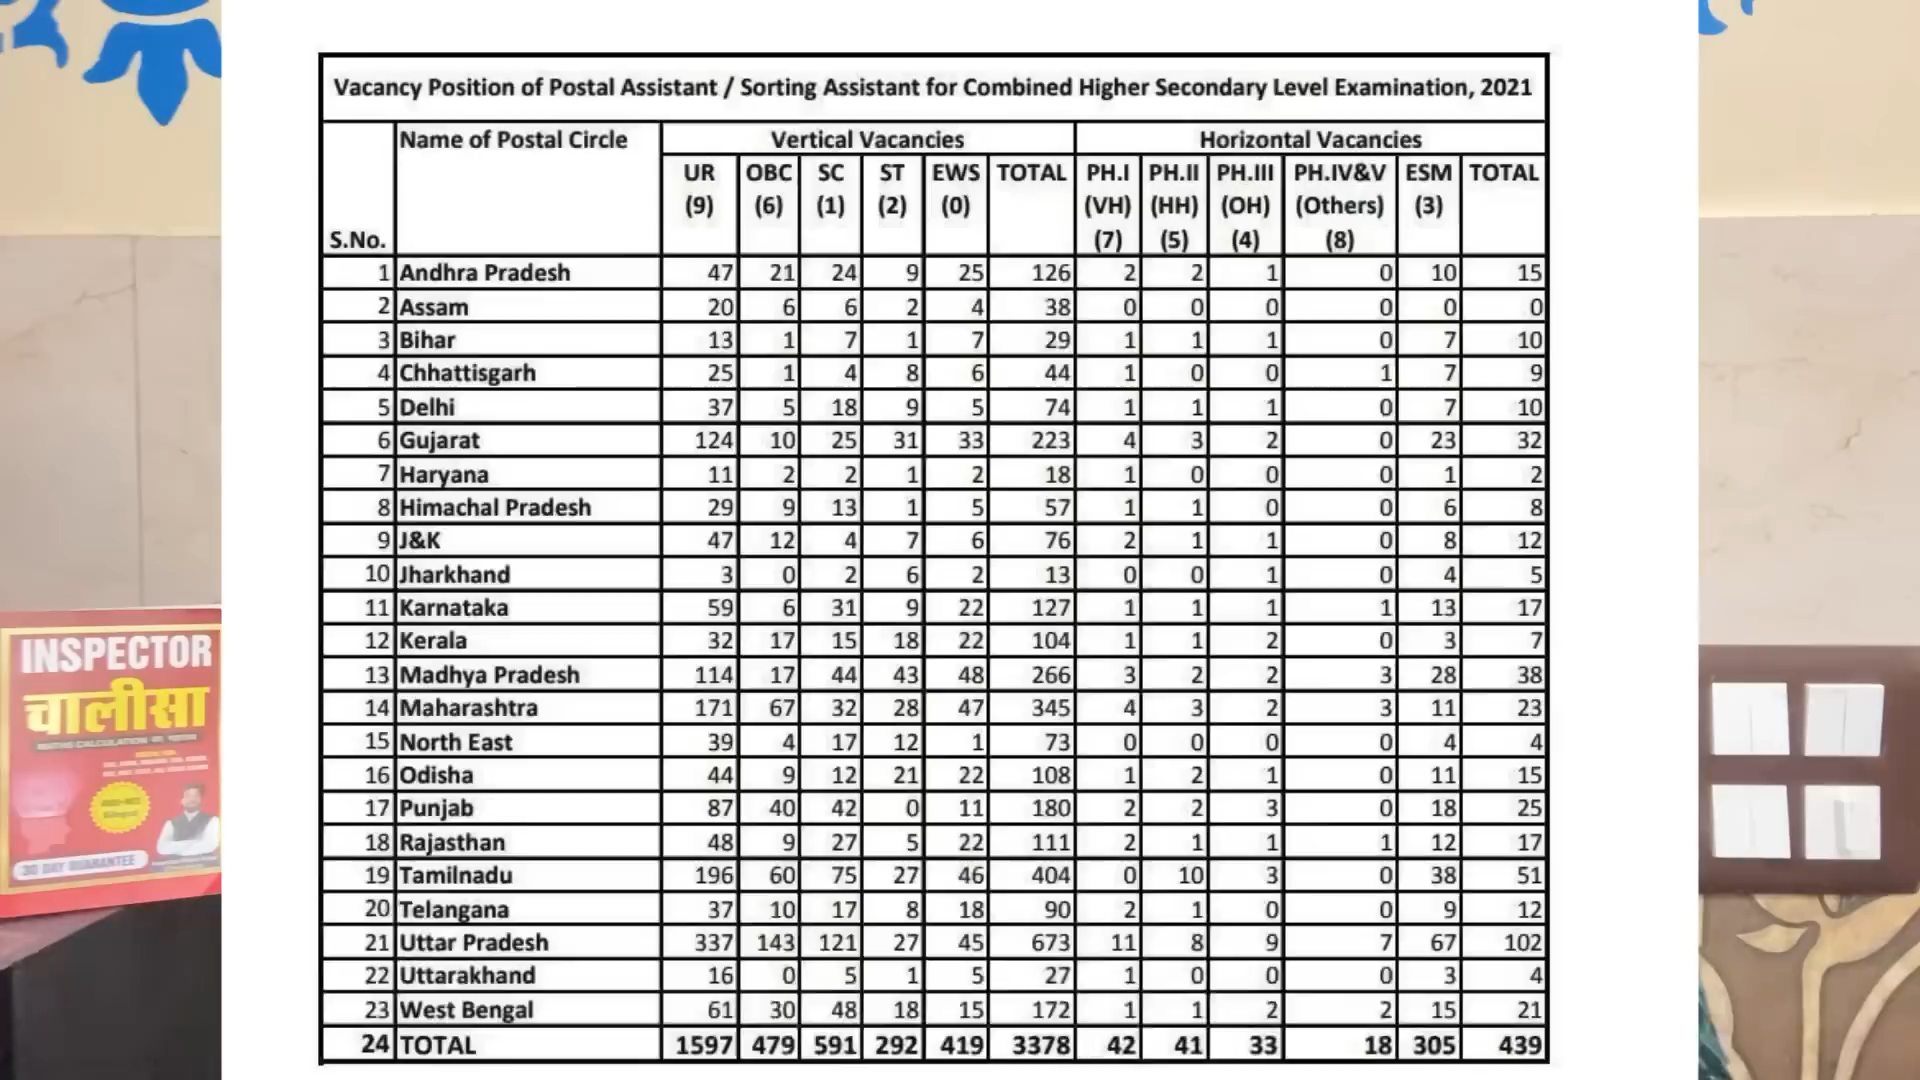 Vacancy Position of Postal Assistant / Sorting Assistant for Combined Higher Secondary Level Examination, 2021
S.No. Name of Postal Circle Vertical Vacancies Horizontal Vacancies
UR (9) OBC (6) SC (1) ST (2) EWS (0) TOTAL PH.I (VH) (7) PH.II (HH) (5) PH.III (OH) (4) PH.IV&V (Others) (8) ESM (3) TOTAL
1 Andhra Pradesh 47 21 24 9 25 126 2 2 1 0 10 15
2 Assam 20 6 6 2 4 38 0 0 0 0 0 0
3 Bihar 13 1 7 1 7 29 1 1 1 0 7 10
4 Chhattisgarh 25 1 4 8 6 44 1 0 0 1 7 9
5 Delhi 37 5 18 9 5 74 1 1 1 0 7 10
6 Gujarat 124 10 25 31 33 223 4 3 2 0 23 32
7 Haryana 11 2 2 1 2 18 1 0 0 0 1 2
8 Himachal Pradesh 29 9 13 1 5 57 1 1 0 0 6 8
9 J&K 47 12 4 7 6 76 2 1 1 0 8 12
10 Jharkhand 3 0 2 6 2 13 0 0 1 0 4 5
11 Karnataka 59 6 31 9 22 127 1 1 1 1 13 17
12 Kerala 32 17 15 18 22 104 1 1 2 0 3 7
13 Madhya Pradesh 114 17 44 43 48 266 3 2 2 3 28 38
14 Maharashtra 171 67 32 28 47 345 4 3 2 3 11 23
15 North East 39 4 17 12 1 73 0 0 0 0 4 4
16 Odisha 44 9 12 21 22 108 1 2 1 0 11 15
17 Punjab 87 40 42 0 11 180 2 2 3 0 18 25
18 Rajasthan 48 9 27 5 22 111 2 1 1 1 12 17
19 Tamilnadu 196 60 75 27 46 404 0 10 3 0 38 51
20 Telangana 37 10 17 8 18 90 2 1 0 0 9 12
21 Uttar Pradesh 337 143 121 27 45 673 11 8 9 7 67 102
22 Uttarakhand 16 0 5 1 5 27 1 0 0 0 3 4
23 West Bengal 61 30 48 18 15 172 1 1 2 2 15 21
24 TOTAL 1597 479 591 292 419 3378 42 41 33 18 305 439
INSPECTOR
चालीसा
30 DAY GUARANTEE